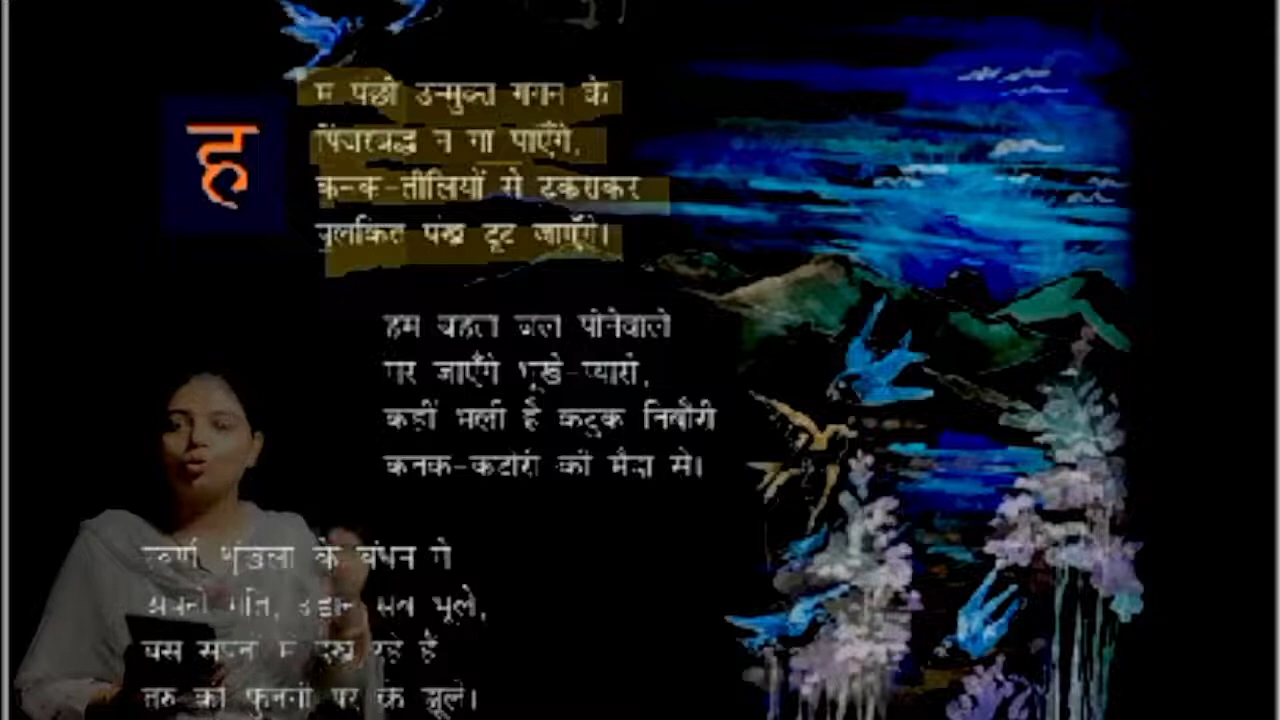 हम पंछी उन्मुक्त गगन के
पिंजरबद्ध न गा पाएँगे,
कनक-तीलियों से टकराकर
पुलकित पंख टूट जाएँगे।
हम बहता जल पीनेवाले
मर जाएँगे भूखे-प्यासे,
कहीं भली है कटुक निबौरी
कनक-कटोरी की मैदा से।
स्वर्ण शृंखला के बंधन में
अपनी गति, उड़ान सब भूले,
बस सपनों में देख रहे हैं
तरु की फुनगी पर के झूले।